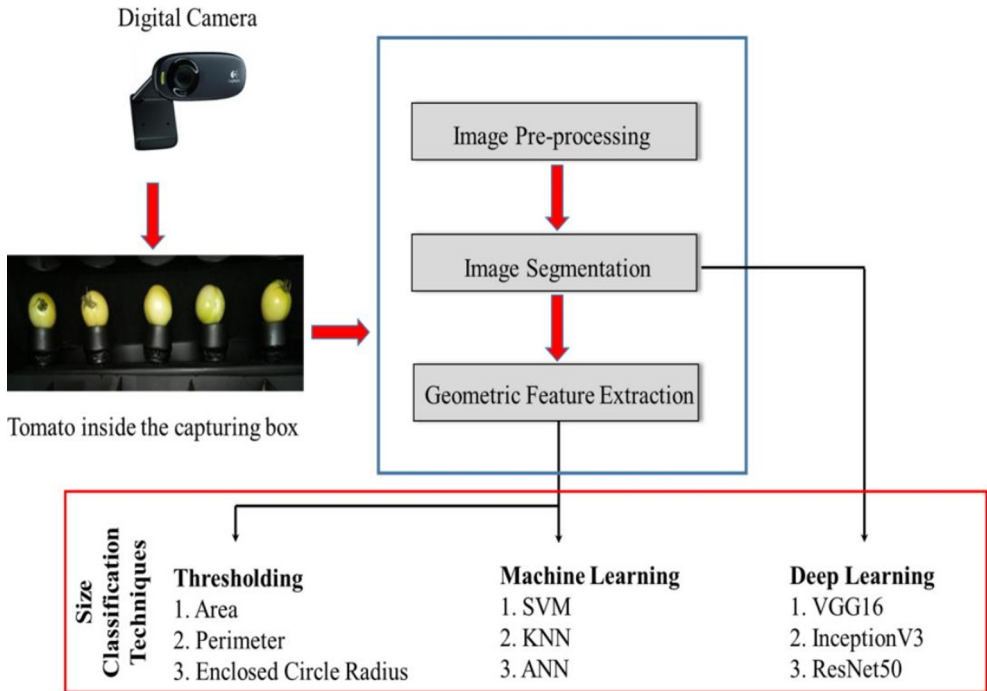 Digital Camera
Image Pre-processing
Image Segmentation
Geometric Feature Extraction
Tomato inside the capturing box
Size
Classification
Techniques
Thresholding
1. Area
2. Perimeter
3. Enclosed Circle Radius
Machine Learning
1. SVM
2. KNN
3. ANN
Deep Learning
1. VGG16
2. InceptionV3
3. ResNet50